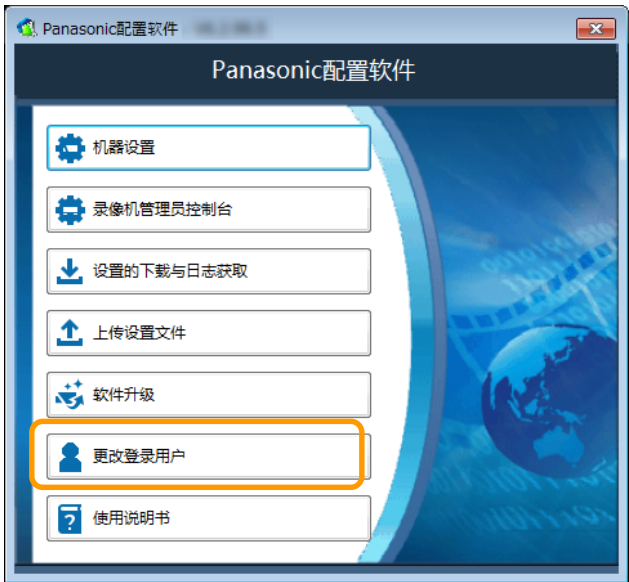 Panasonic配置软件
Panasonic配置软件
机器设置
录像机管理员控制台
设置的下载与日志获取
上传设置文件
软件升级
更改登录用户
使用说明书